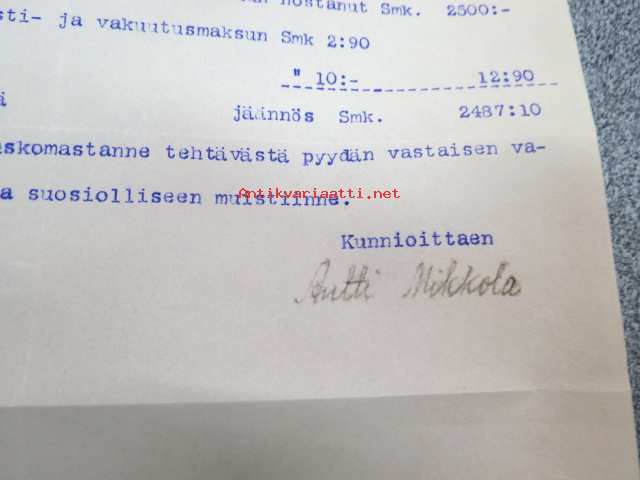 nostanut Smk. 2500:-
sti- ja vakuutusmaksun Smk 2:90
" 10:- 12:90
jäännös Smk. 2487:10
skomastanne tehtävästä pyydän vastaisen va-
a suosiolliseen muistiinne.
Antikvariaatti.net
Kunnioittaen
Antti Mikkola